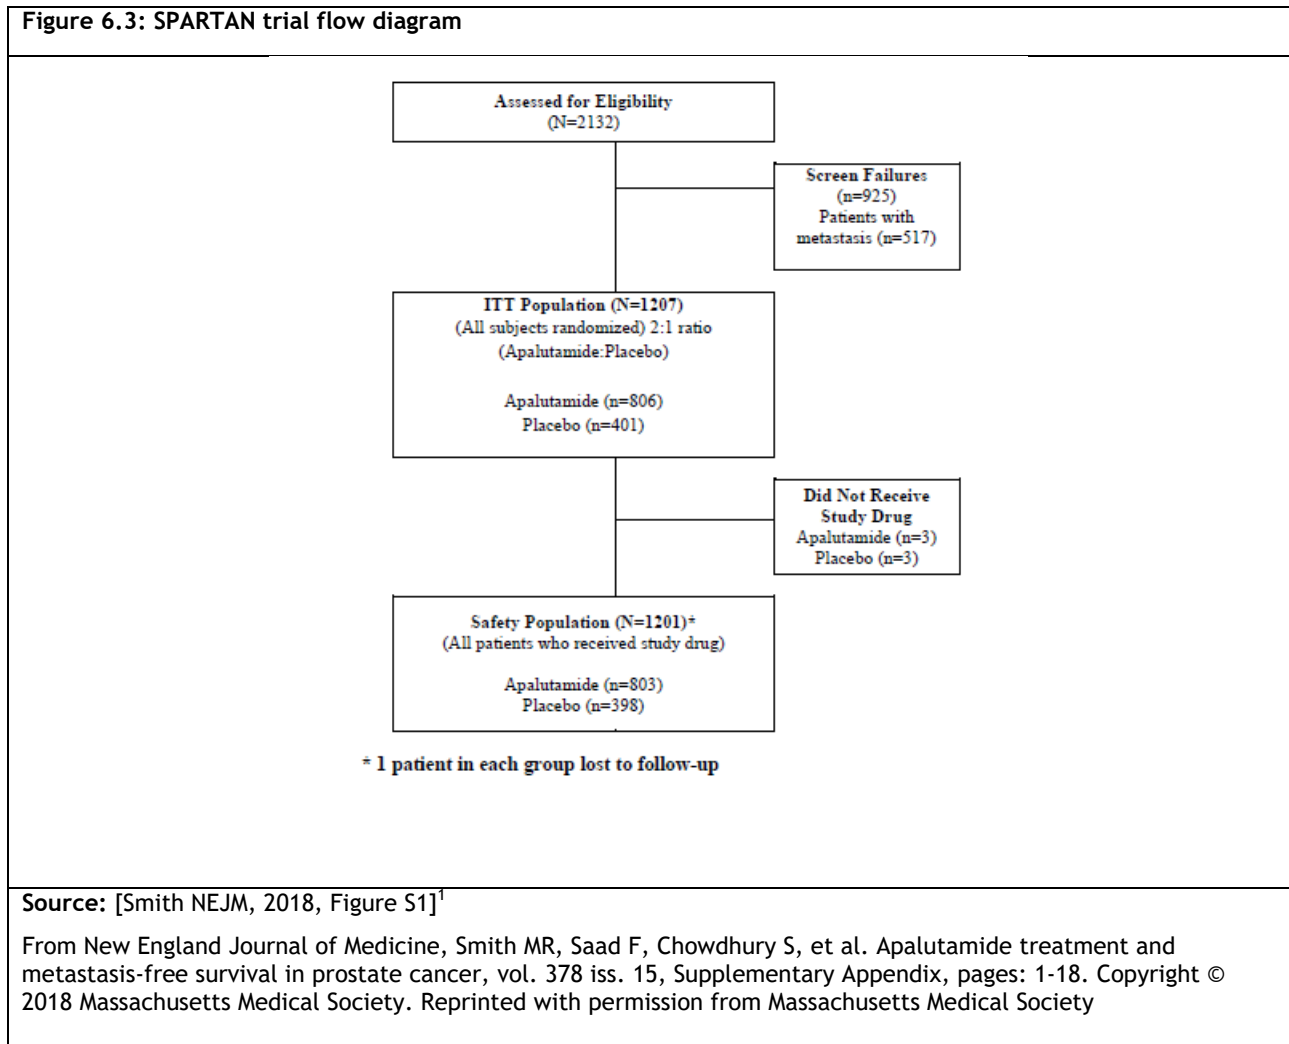 Figure 6.3: SPARTAN trial flow diagram
Assessed for Eligibility
(N=2132)
Screen Failures
(n=925)
Patients with
metastasis (n=517)
ITT Population (N=1207)
(All subjects randomized) 2:1 ratio
(Apalutamide:Placebo)
Apalutamide (n=806)
Placebo (n=401)
Did Not Receive
Study Drug
Apalutamide (n=3)
Placebo (n=3)
Safety Population (N=1201)*
(All patients who received study drug)
Apalutamide (n=803)
Placebo (n=398)
* 1 patient in each group lost to follow-up
Source: [Smith NEJM, 2018, Figure S1]1
From New England Journal of Medicine, Smith MR, Saad F, Chowdhury S, et al. Apalutamide treatment and
metastasis-free survival in prostate cancer, vol. 378 iss. 15, Supplementary Appendix, pages: 1-18. Copyright ©
2018 Massachusetts Medical Society. Reprinted with permission from Massachusetts Medical Society